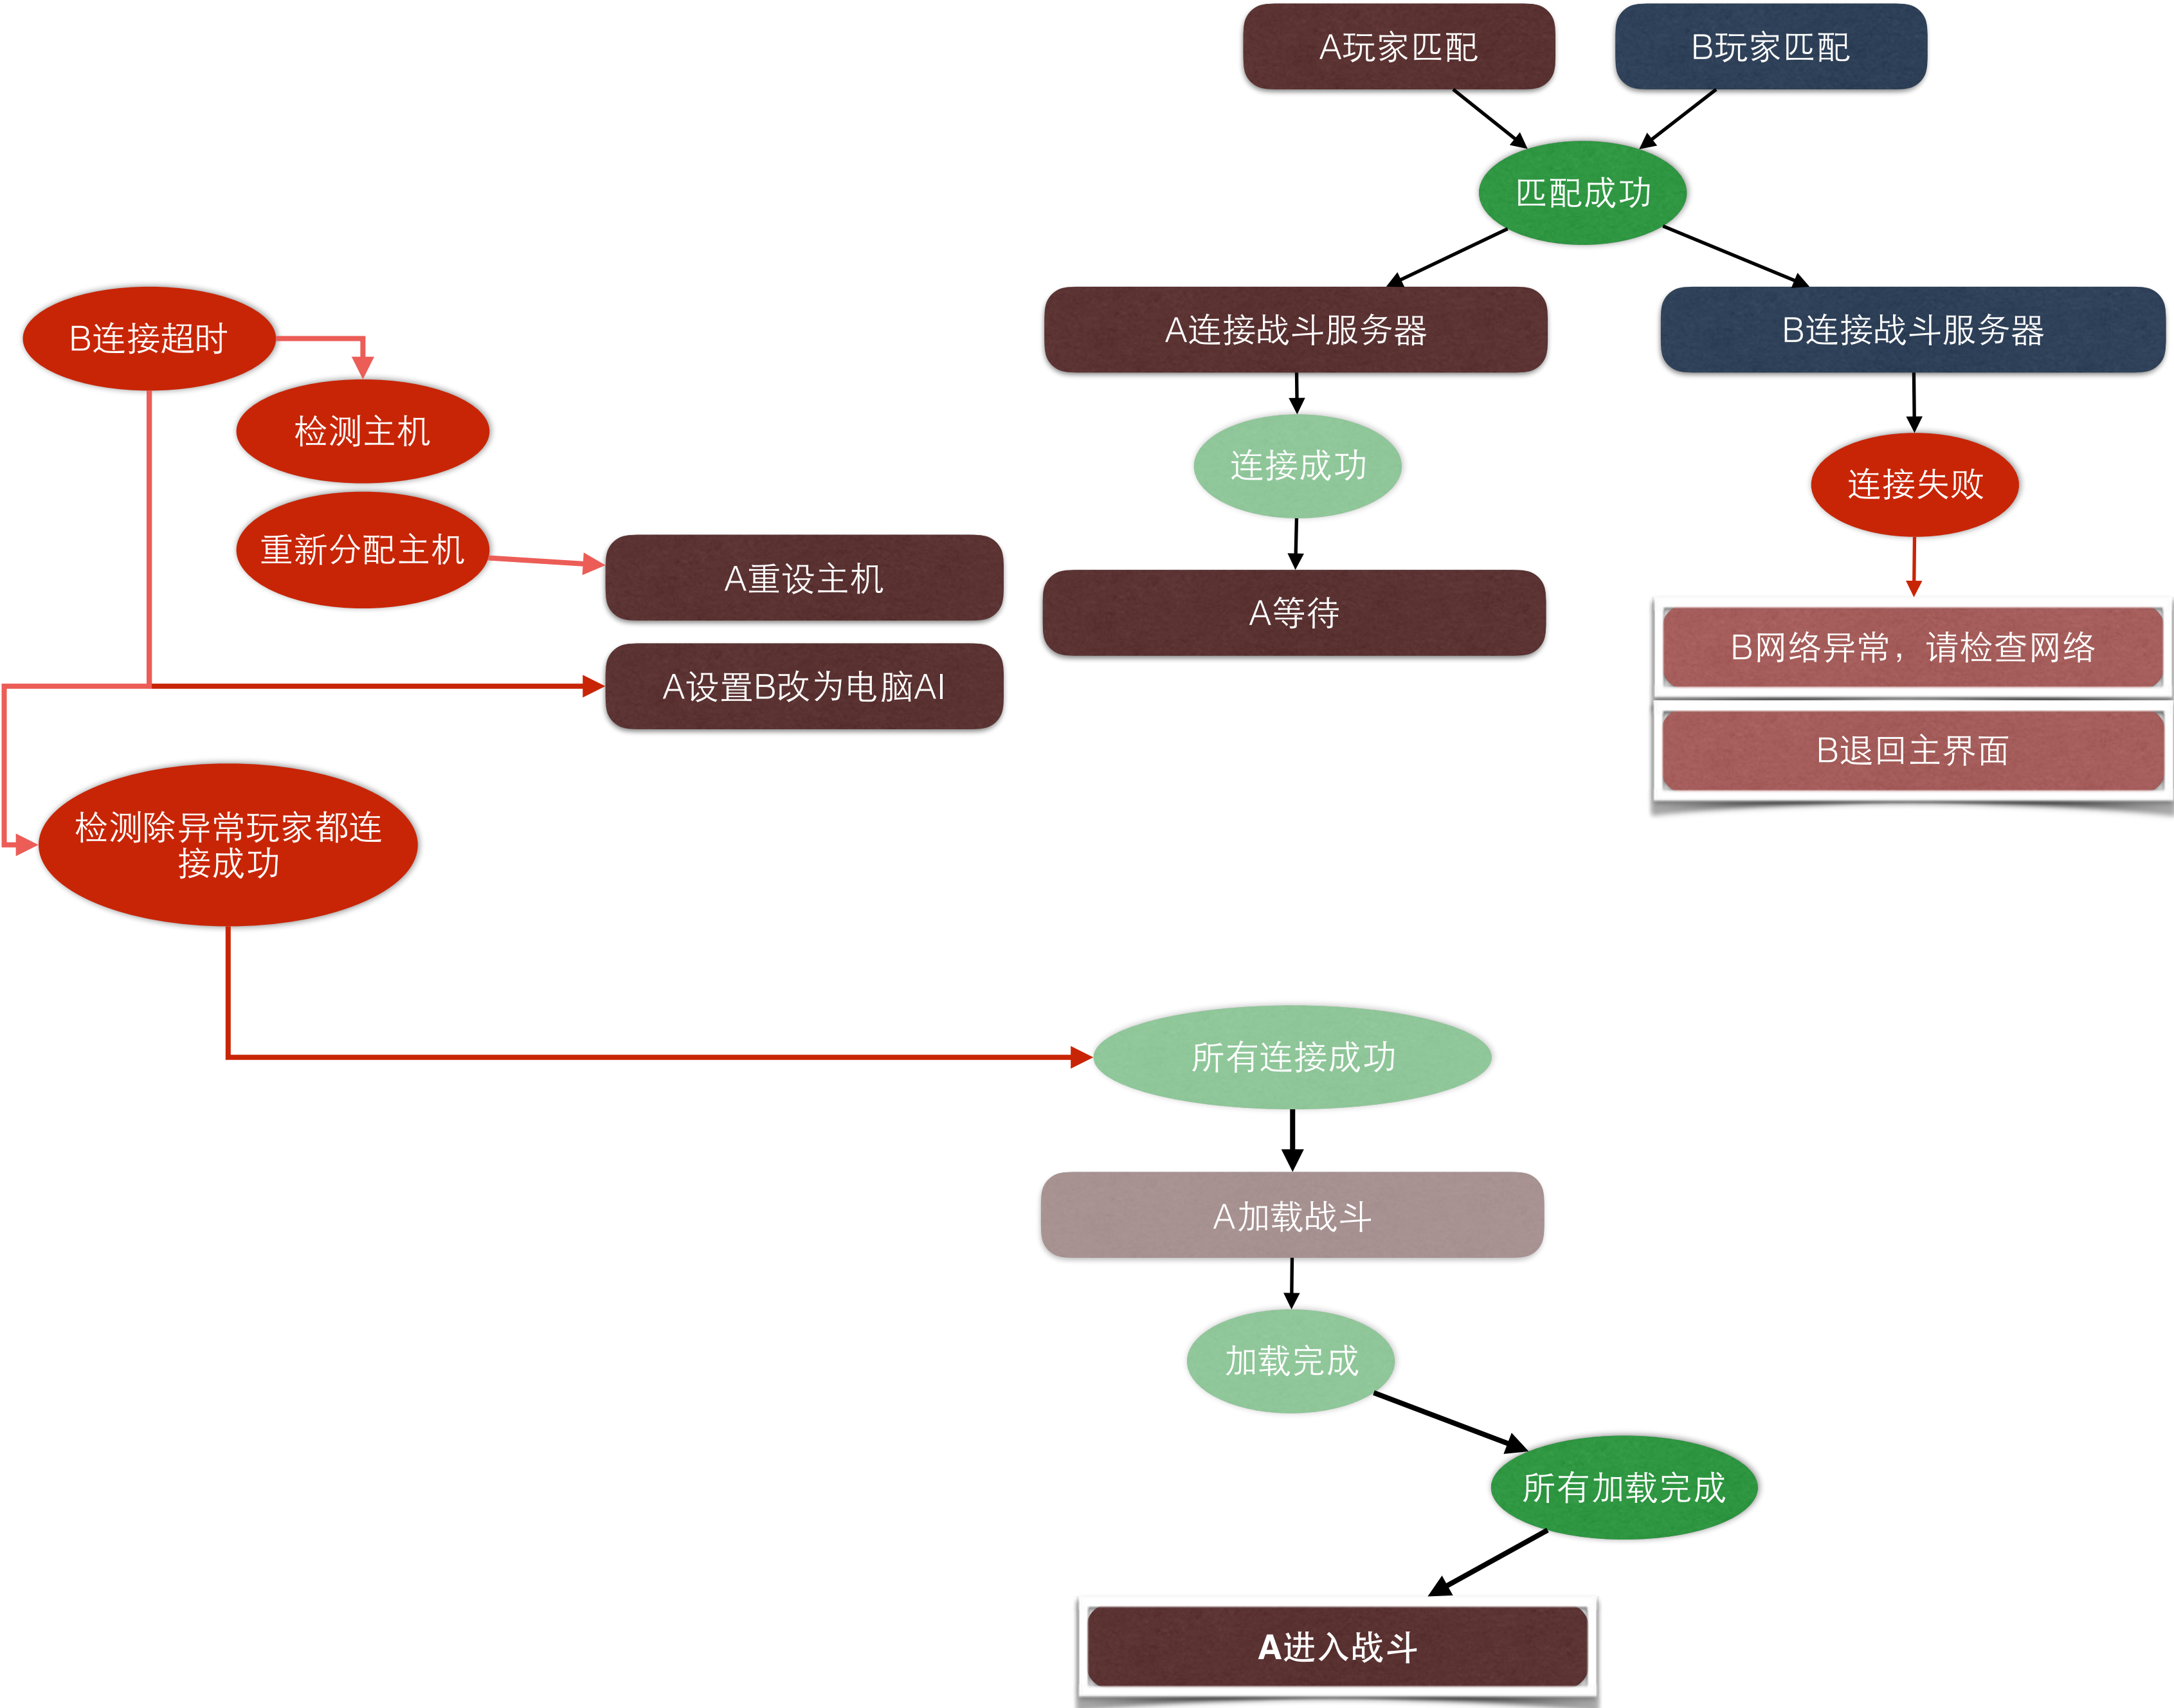 A玩家匹配
B玩家匹配
匹配成功
A连接战斗服务器
B连接战斗服务器
B连接超时
检测主机
连接成功
连接失败
重新分配主机
A重设主机
A等待
B网络异常，请检查网络
A设置B改为电脑AI
B退回主界面
检测除异常玩家都连
接成功
所有连接成功
A加载战斗
加载完成
所有加载完成
A进入战斗